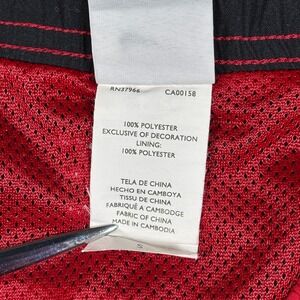 RN37966 CA00158
100% POLYESTER
EXCLUSIVE OF DECORATION
LINING:
100% POLYESTER
TELA DE CHINA
HECHO EN CAMBOYA
TISSU DE CHINA
FABRIQUÉ A CAMBODGE
FABRIC OF CHINA
MADE IN CAMBODIA
S